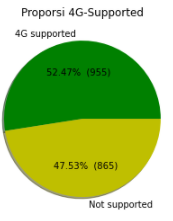 Proporsi 4G-Supported
4G supported
52.47% (955)
47.53% (865)
Not supported